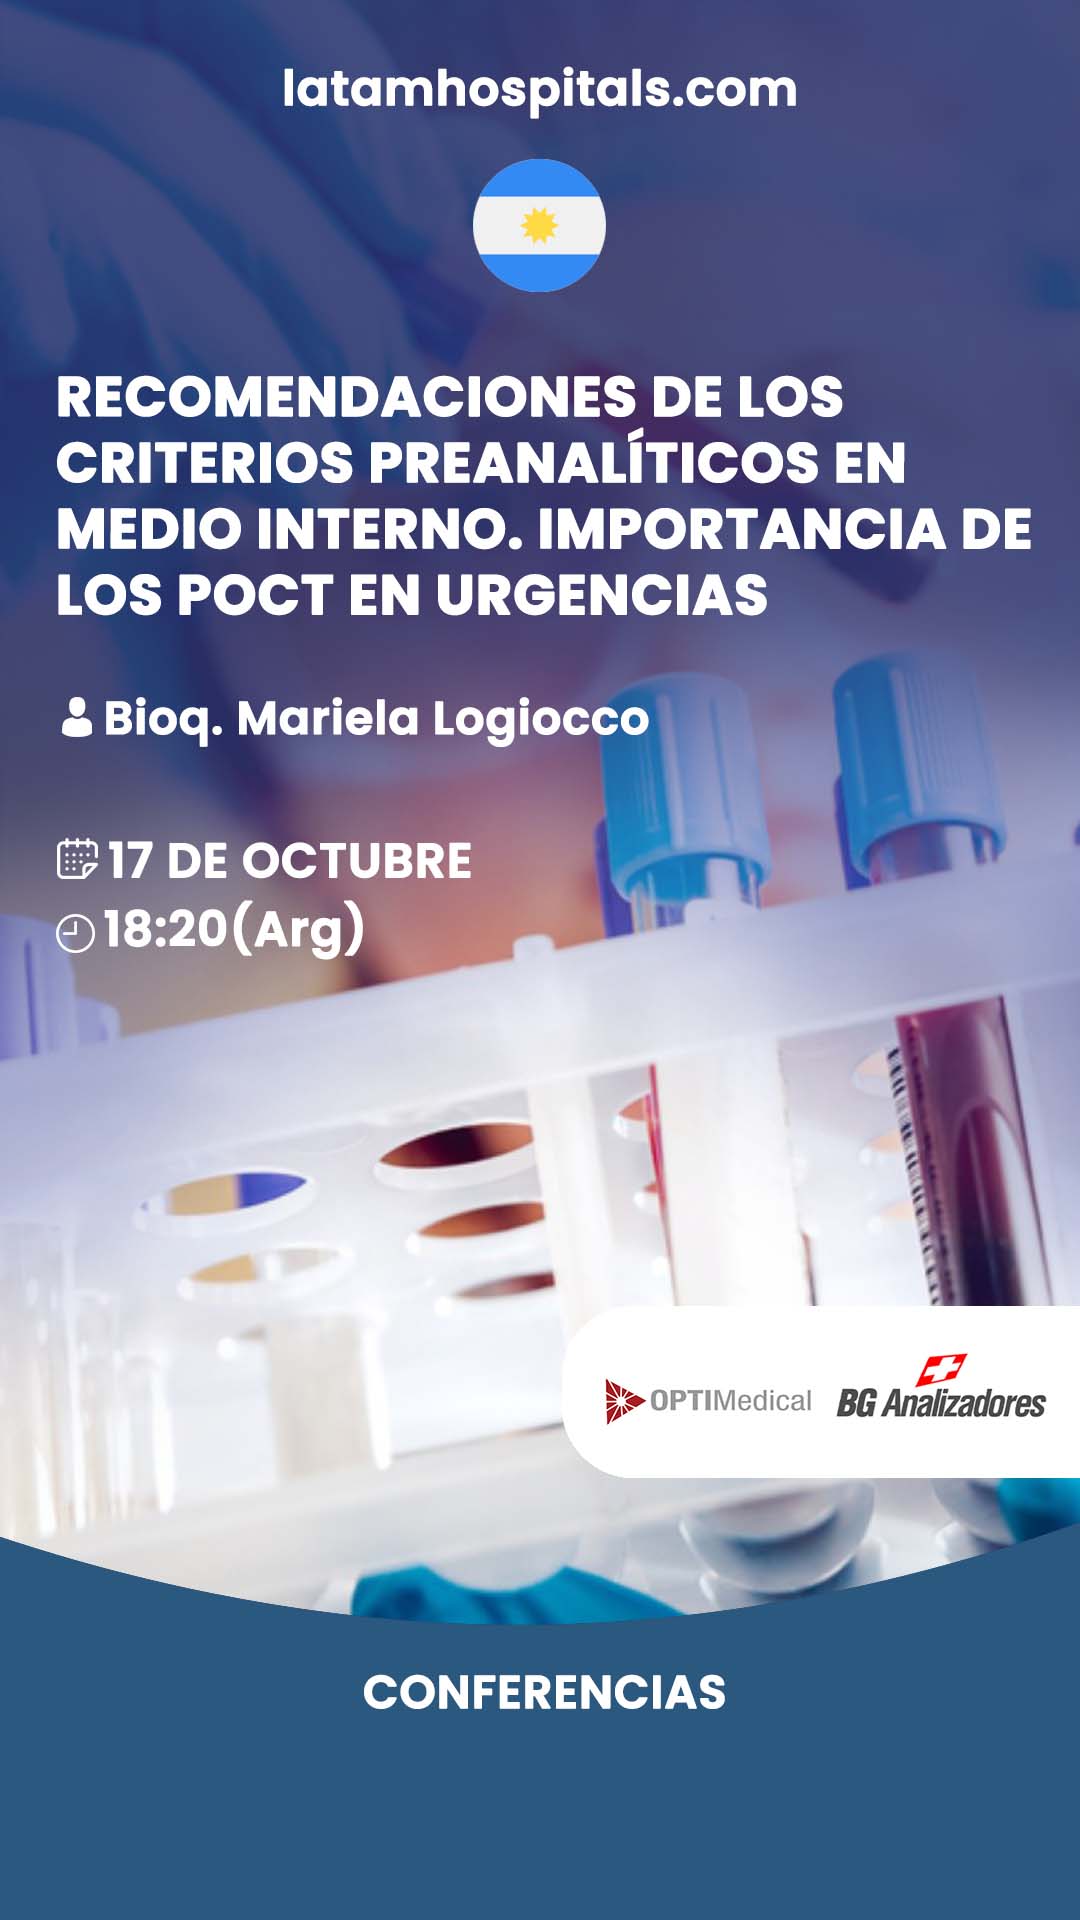 latamhospitals.com
RECOMENDACIONES DE LOS
CRITERIOS PREANALÍTICOS EN
MEDIO INTERNO. IMPORTANCIA DE
LOS POCT EN URGENCIAS
Bioq. Mariela Logiocco
17 DE OCTUBRE
18:20(Arg)
OPTIMedical
BG Analizadores
CONFERENCIAS